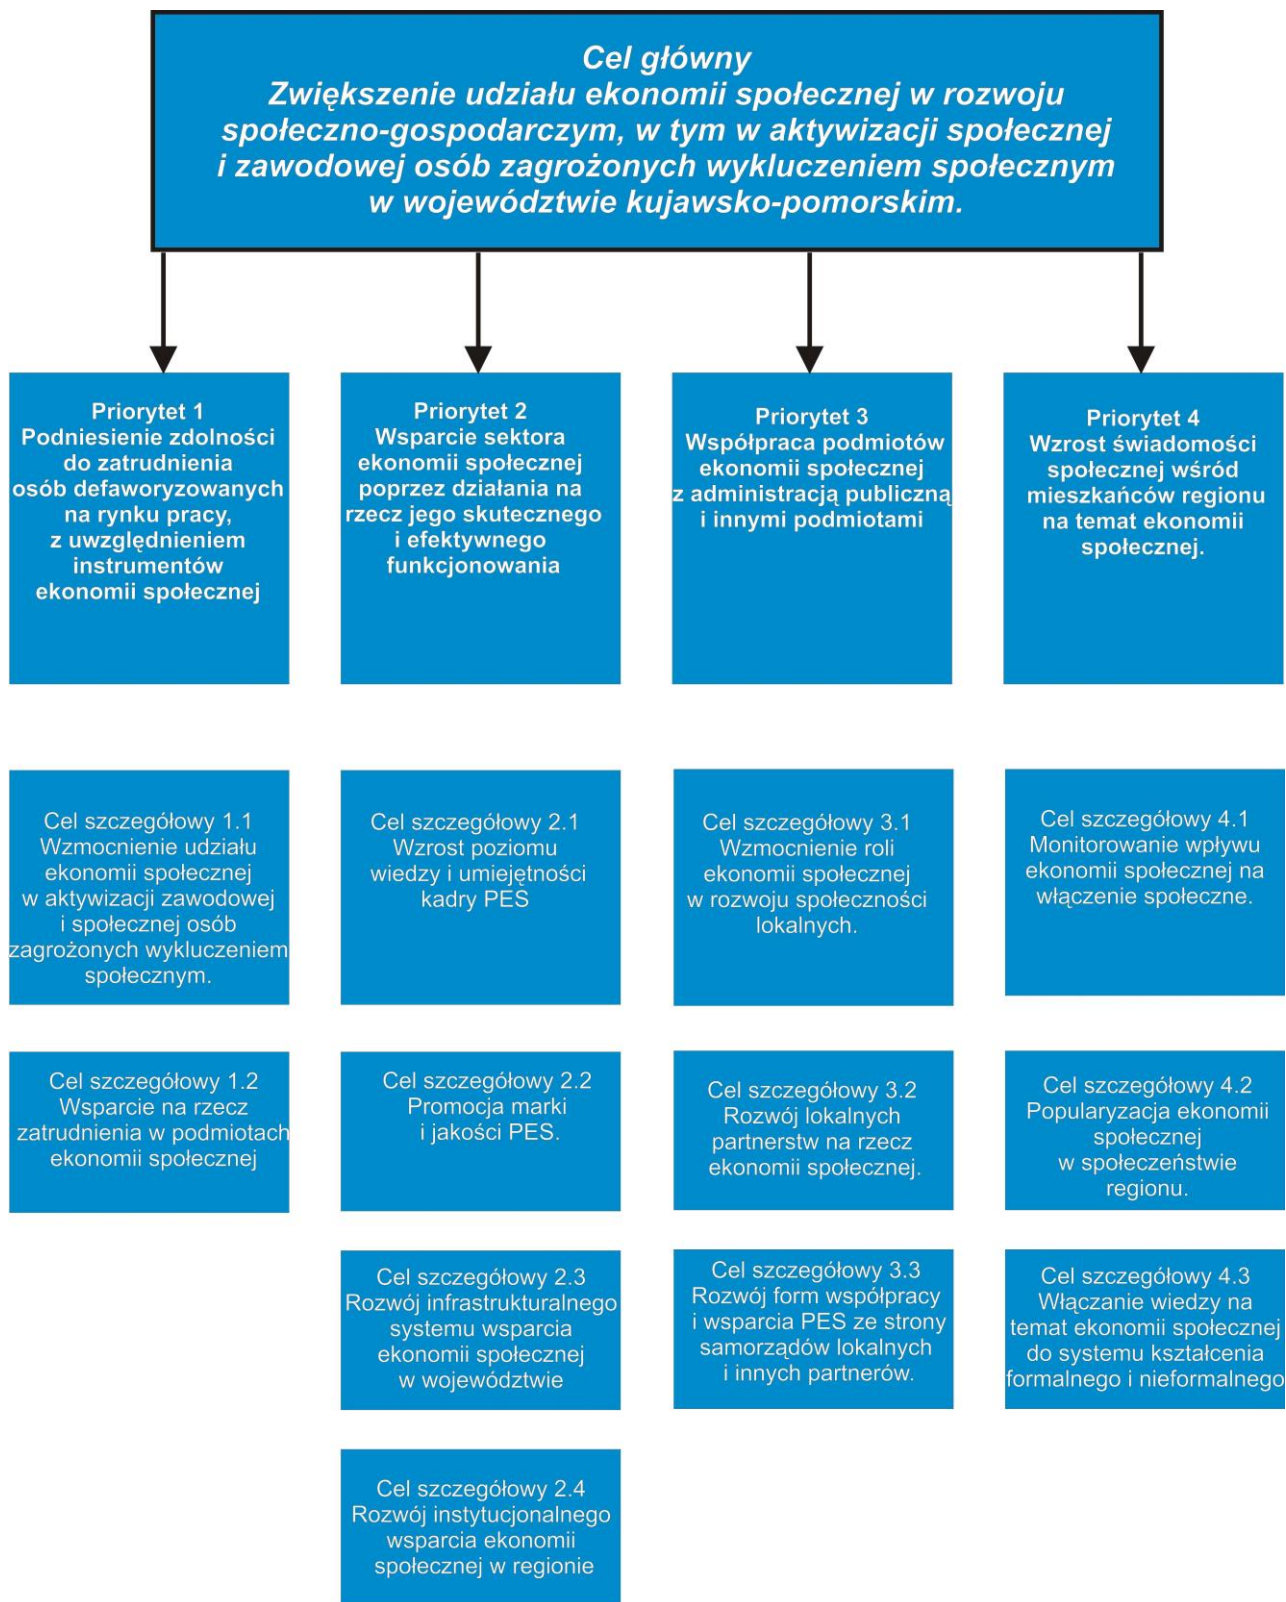 Cel główny
Zwiększenie udziału ekonomii społecznej w rozwoju
społeczno-gospodarczym, w tym w aktywizacji społecznej
i zawodowej osób zagrożonych wykluczeniem społecznym
w województwie kujawsko-pomorskim.
Priorytet 1
Podniesienie zdolności
do zatrudnienia
osób defaworyzowanych
na rynku pracy,
z uwzględnieniem
instrumentów
ekonomii społecznej
Priorytet 2
Wsparcie sektora
ekonomii społecznej
poprzez działania na
rzecz jego skutecznego
i efektywnego
funkcjonowania
Priorytet 3
Współpraca podmiotów
ekonomii społecznej
z administracją publiczną
i innymi podmiotami
Priorytet 4
Wzrost świadomości
społecznej wśród
mieszkańców regionu
na temat ekonomii
społecznej.
Cel szczegółowy 1.1
Wzmocnienie udziału
ekonomii społecznej
w aktywizacji zawodowej
i społecznej osób
zagrożonych wykluczeniem
społecznym.
Cel szczegółowy 2.1
Wzrost poziomu
wiedzy i umiejętności
kadry PES
Cel szczegółowy 3.1
Wzmocnienie roli
ekonomii społecznej
w rozwoju społeczności
lokalnych.
Cel szczegółowy 4.1
Monitorowanie wpływu
ekonomii społecznej na
włączenie społeczne.
Cel szczegółowy 1.2
Wsparcie na rzecz
zatrudnienia w podmiotach
ekonomii społecznej
Cel szczegółowy 2.2
Promocja marki
i jakości PES.
Cel szczegółowy 3.2
Rozwój lokalnych
partnerstw na rzecz
ekonomii społecznej.
Cel szczegółowy 4.2
Popularyzacja ekonomii
społecznej
w społeczeństwie
regionu.
Cel szczegółowy 2.3
Rozwój infrastrukturalnego
systemu wsparcia
ekonomii społecznej
w województwie
Cel szczegółowy 3.3
Rozwój form współpracy
i wsparcia PES ze strony
samorządów lokalnych
i innych partnerów.
Cel szczegółowy 4.3
Włączanie wiedzy na
temat ekonomii społecznej
do systemu kształcenia
formalnego i nieformalnego
Cel szczegółowy 2.4
Rozwój instytucjonalnego
wsparcia ekonomii
społecznej w regionie